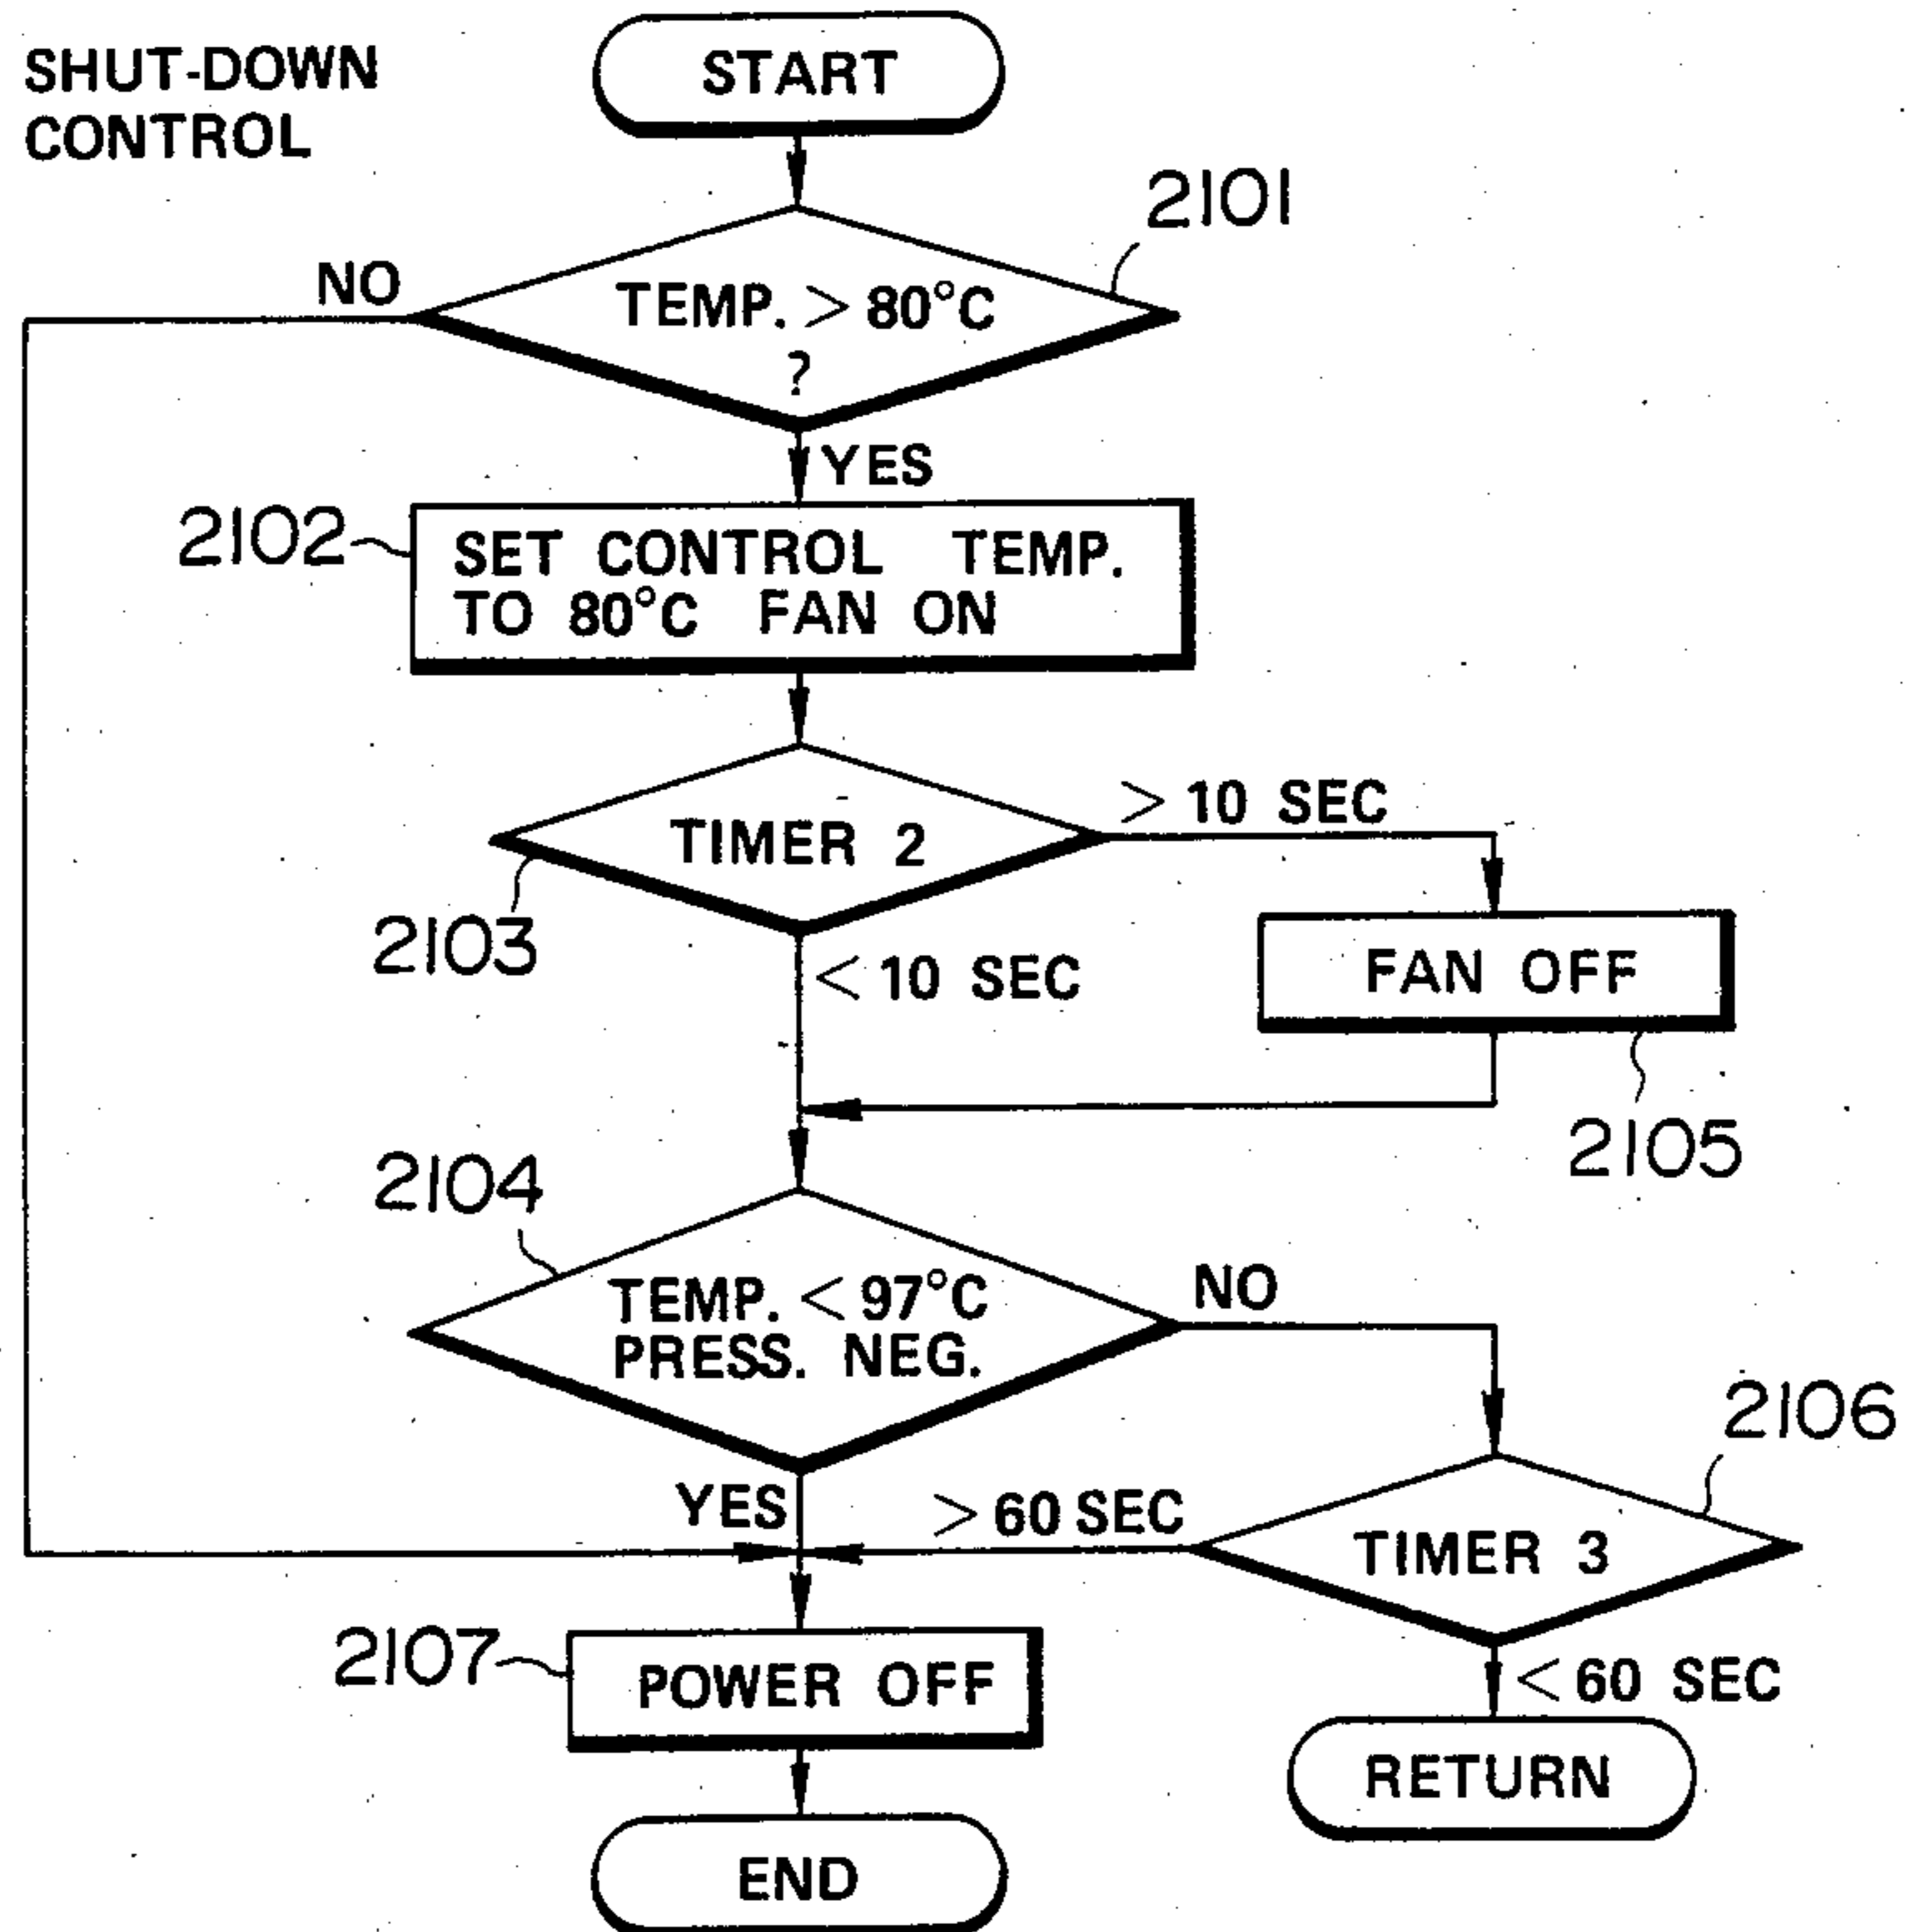 SHUT-DOWN
CONTROL
START
2101
NO
TEMP. > 80°C
?
YES
2102
SET CONTROL TEMP.
TO 80°C FAN ON
> 10 SEC
TIMER 2
2103
< 10 SEC
FAN OFF
2105
2104
TEMP. < 97°C
PRESS. NEG.
NO
2106
YES
> 60 SEC
TIMER 3
2107
POWER OFF
< 60 SEC
RETURN
END